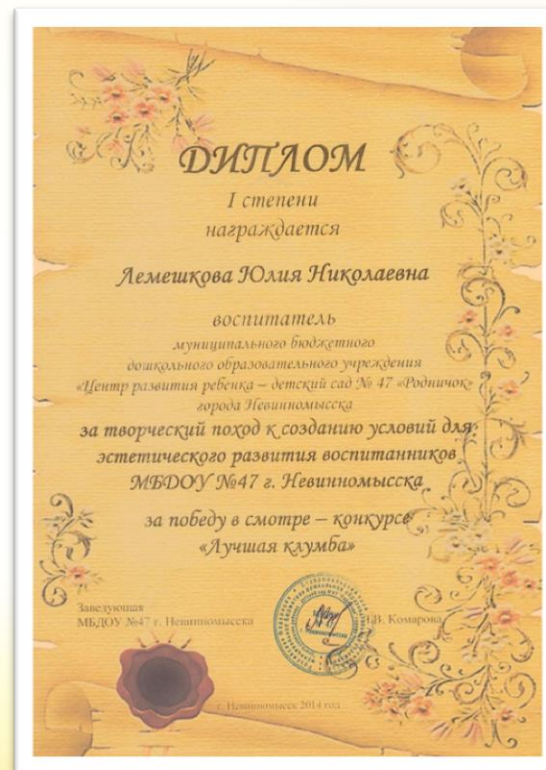 ДИПЛОМ
I степени
награждается
Лемешкова Юлия Николаевна
воспитатель
муниципального бюджетного
дошкольного образовательного учреждения
«Центр развития ребенка – детский сад № 47 «Родничок»
города Невинномысска
за творческий поход к созданию условий для
эстетического развития воспитанников
МБДОУ №47 г. Невинномысска
за победу в смотре – конкурсе
«Лучшая клумба»
Заведующая
МБДОУ №47 г. Невинномысска В. Комарова
г. Невинномысск 2014 год